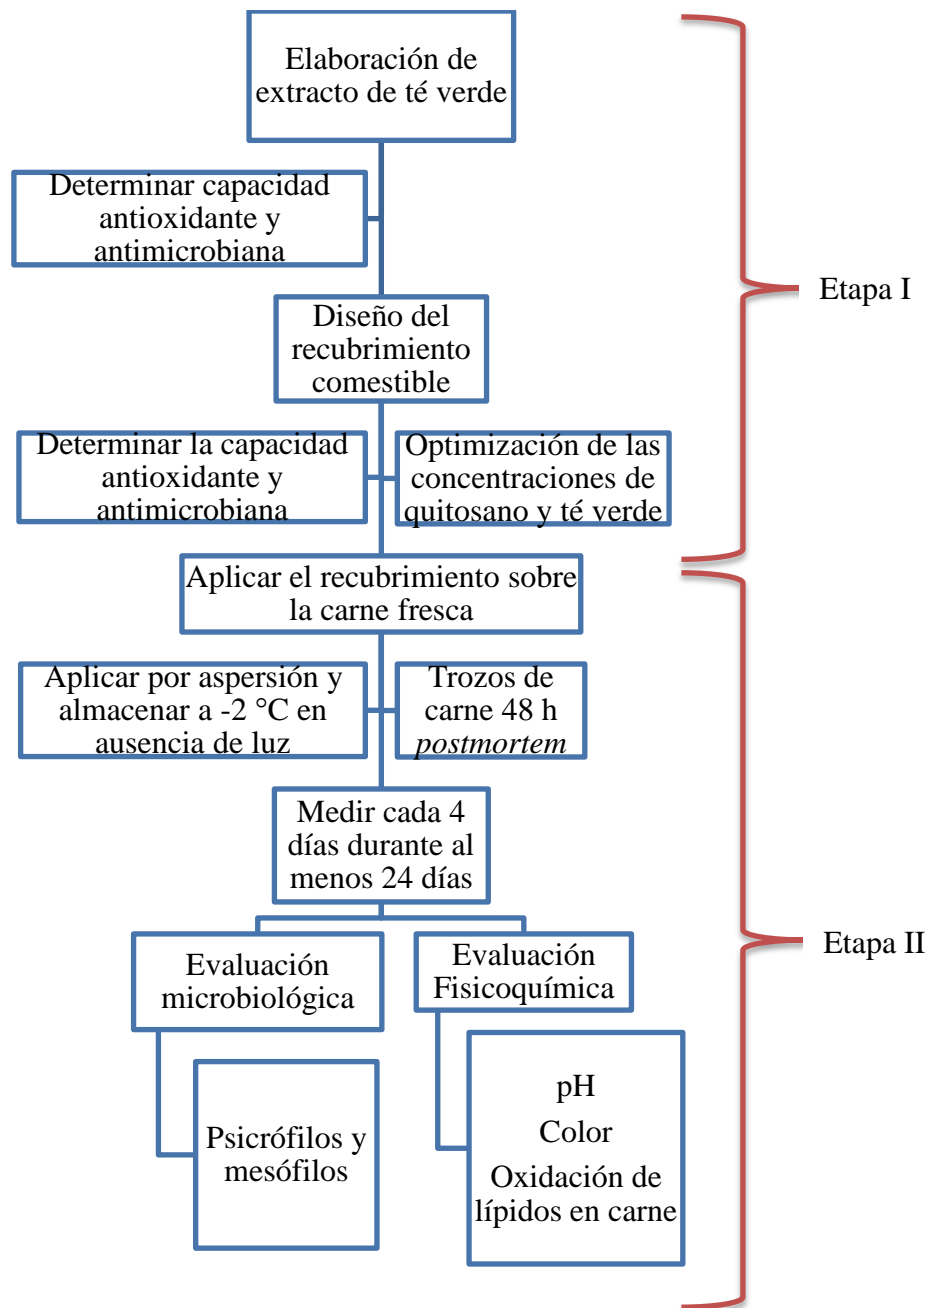 Elaboración de
extracto de té verde
Determinar capacidad
antioxidante y
antimicrobiana
Etapa I
Diseño del
recubrimiento
comestible
Determinar la capacidad
antioxidante y
antimicrobiana
Optimización de las
concentraciones de
quitosano y té verde
Aplicar el recubrimiento sobre
la carne fresca
Aplicar por aspersión y
almacenar a -2 °C en
ausencia de luz
Trozos de
carne 48 h
postmortem
Medir cada 4
días durante al
menos 24 días
Etapa II
Evaluación
microbiológica
Evaluación
Fisicoquímica
Psicrófilos y
mesófilos
pH
Color
Oxidación de
lípidos en carne